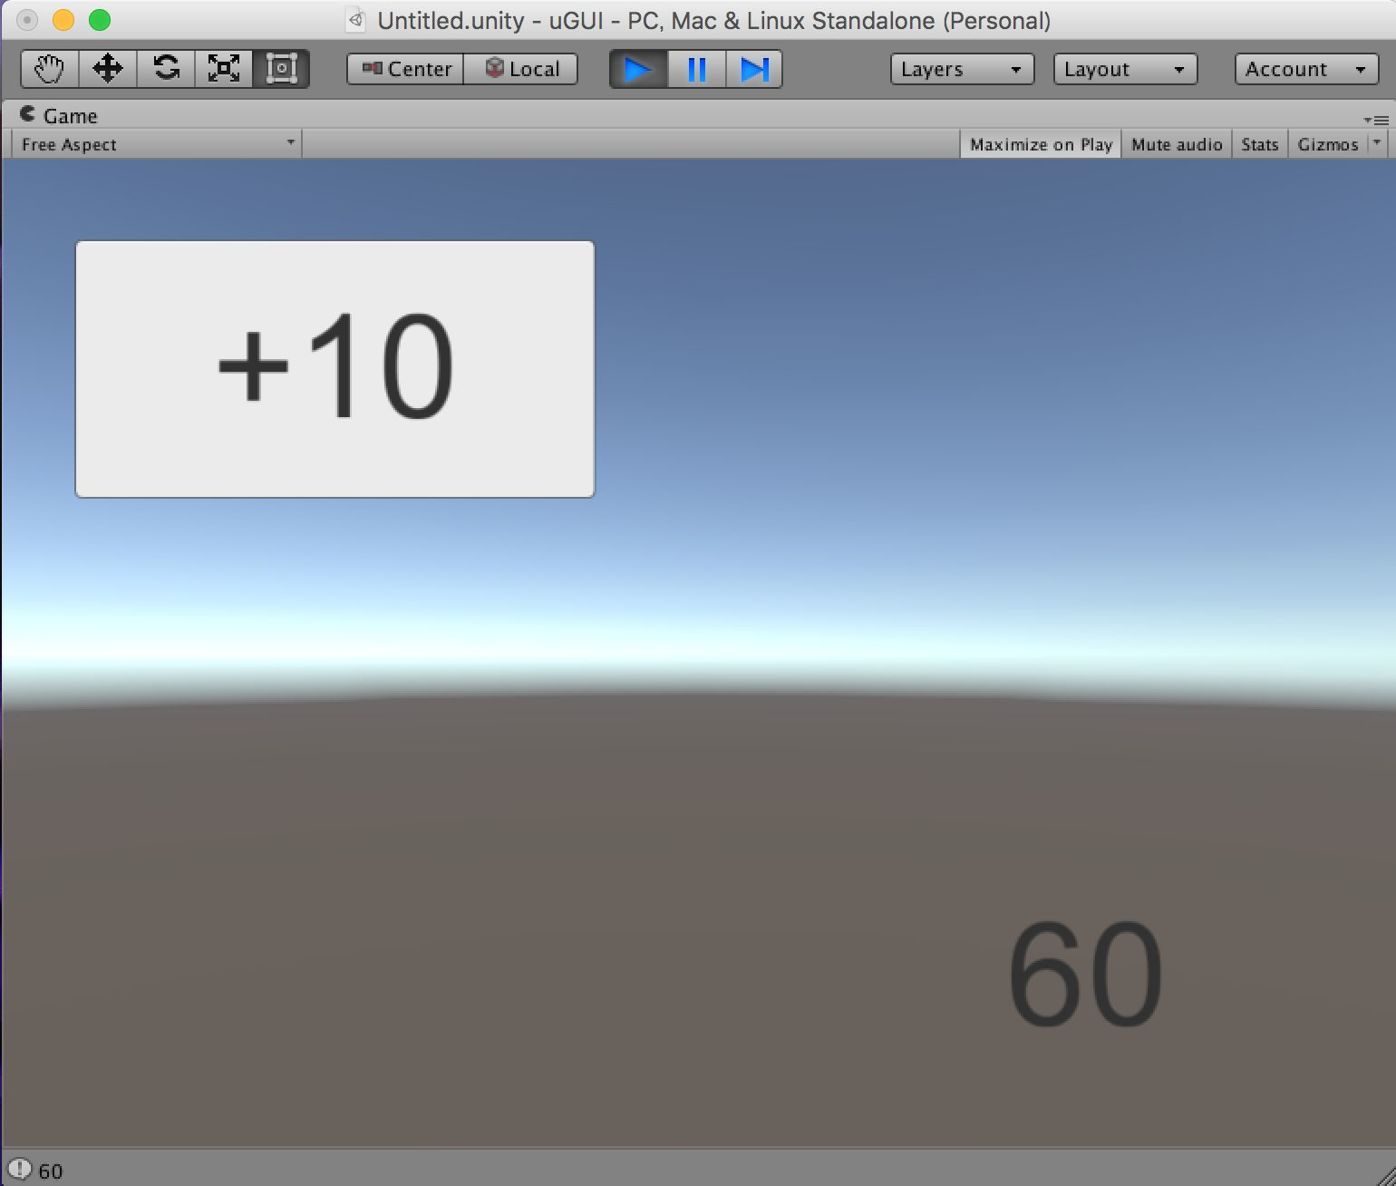 Untitled.unity - uGUI - PC, Mac & Linux Standalone (Personal)
Center Local Layers Layout Account
Game
Free Aspect Maximize on Play Mute audio Stats Gizmos
+10
60
60